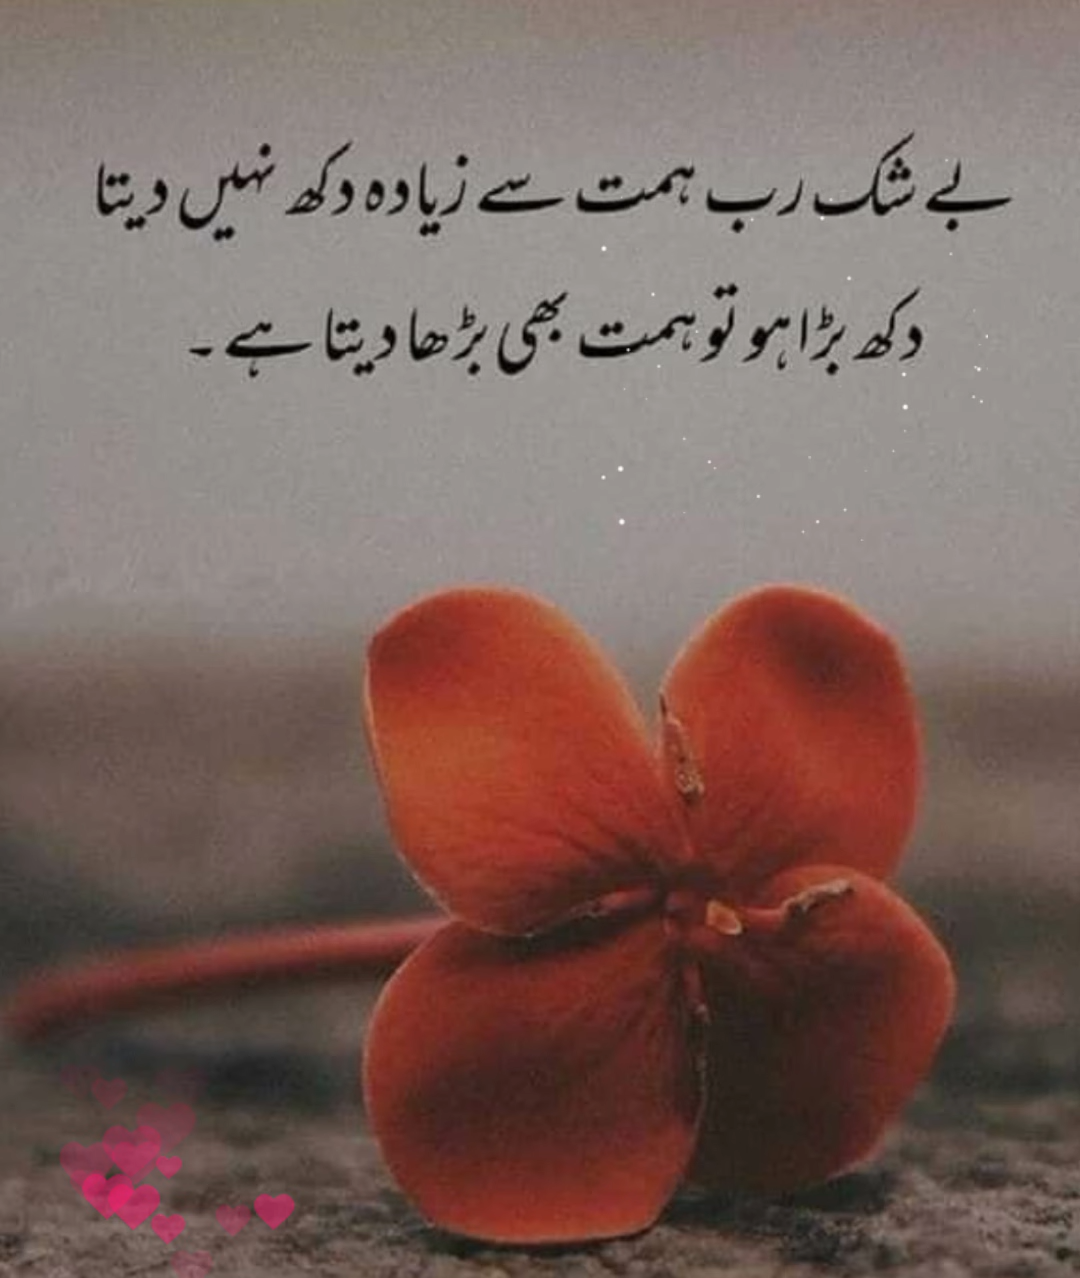 بے شک رب ہمت سے زیادہ دکھ نہیں دیتا
دکھ بڑا ہو تو ہمت بھی بڑھا دیتا ہے۔